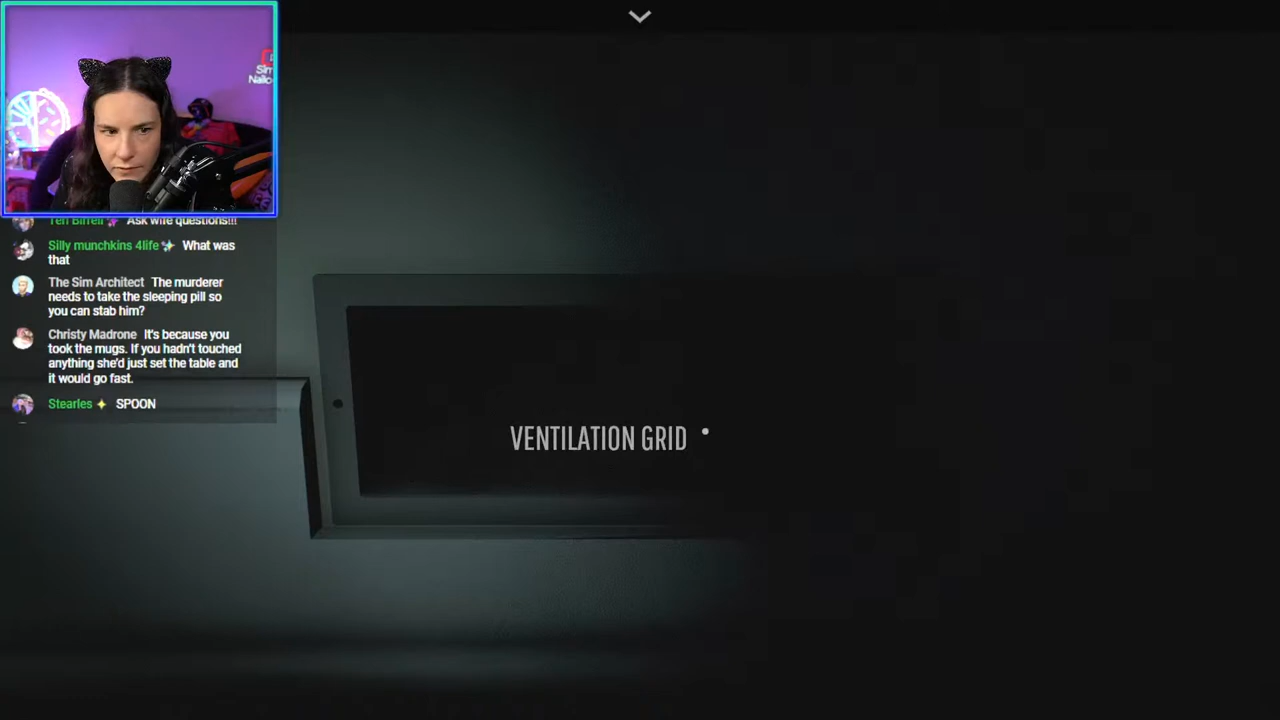 Teri Birrell Ask wife questions!!!
Silly munchkins 4life What was
that
The Sim Architect The murderer
needs to take the sleeping pill so
you can stab him?
Christy Madrone It's because you
took the mugs. If you hadn't touched
anything she'd just set the table and
it would go fast.
Stearles SPOON
VENTILATION GRID